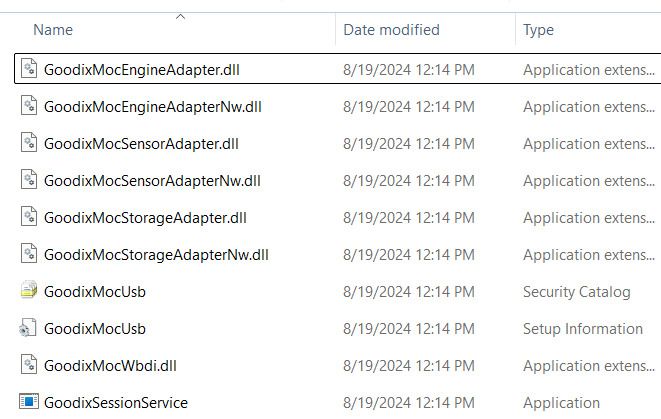 Name Date modified Type
GoodixMocEngineAdapter.dll 8/19/2024 12:14 PM Application extens...
GoodixMocEngineAdapterNw.dll 8/19/2024 12:14 PM Application extens...
GoodixMocSensorAdapter.dll 8/19/2024 12:14 PM Application extens...
GoodixMocSensorAdapterNw.dll 8/19/2024 12:14 PM Application extens...
GoodixMocStorageAdapter.dll 8/19/2024 12:14 PM Application extens...
GoodixMocStorageAdapterNw.dll 8/19/2024 12:14 PM Application extens...
GoodixMocUsb 8/19/2024 12:14 PM Security Catalog
GoodixMocUsb 8/19/2024 12:14 PM Setup Information
GoodixMocWbdi.dll 8/19/2024 12:14 PM Application extens...
GoodixSessionService 8/19/2024 12:14 PM Application